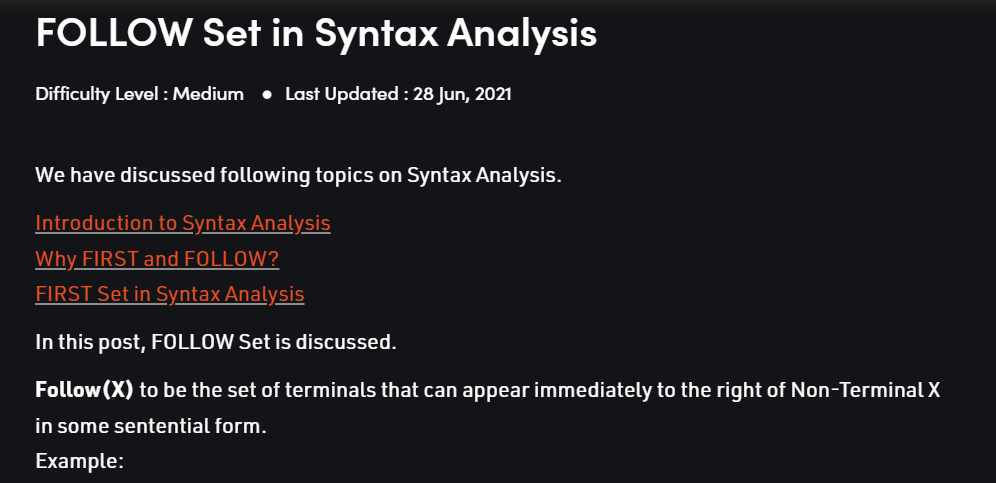 FOLLOW Set in Syntax Analysis
Difficulty Level : Medium ● Last Updated : 28 Jun, 2021
We have discussed following topics on Syntax Analysis.
Introduction to Syntax Analysis
Why FIRST and FOLLOW?
FIRST Set in Syntax Analysis
In this post, FOLLOW Set is discussed.
Follow(X) to be the set of terminals that can appear immediately to the right of Non-Terminal X
in some sentential form.
Example: